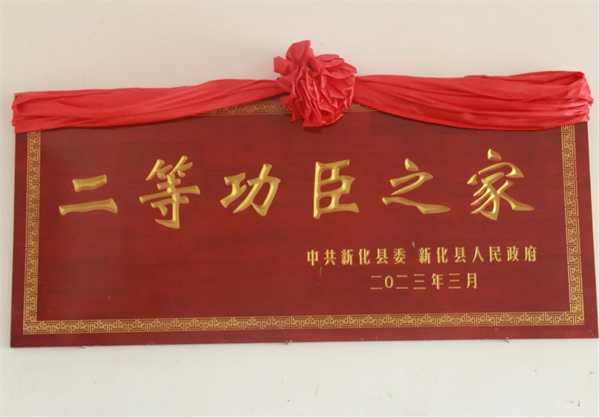 二等功臣之家
中共新化县委 新化县人民政府
二〇二三年三月